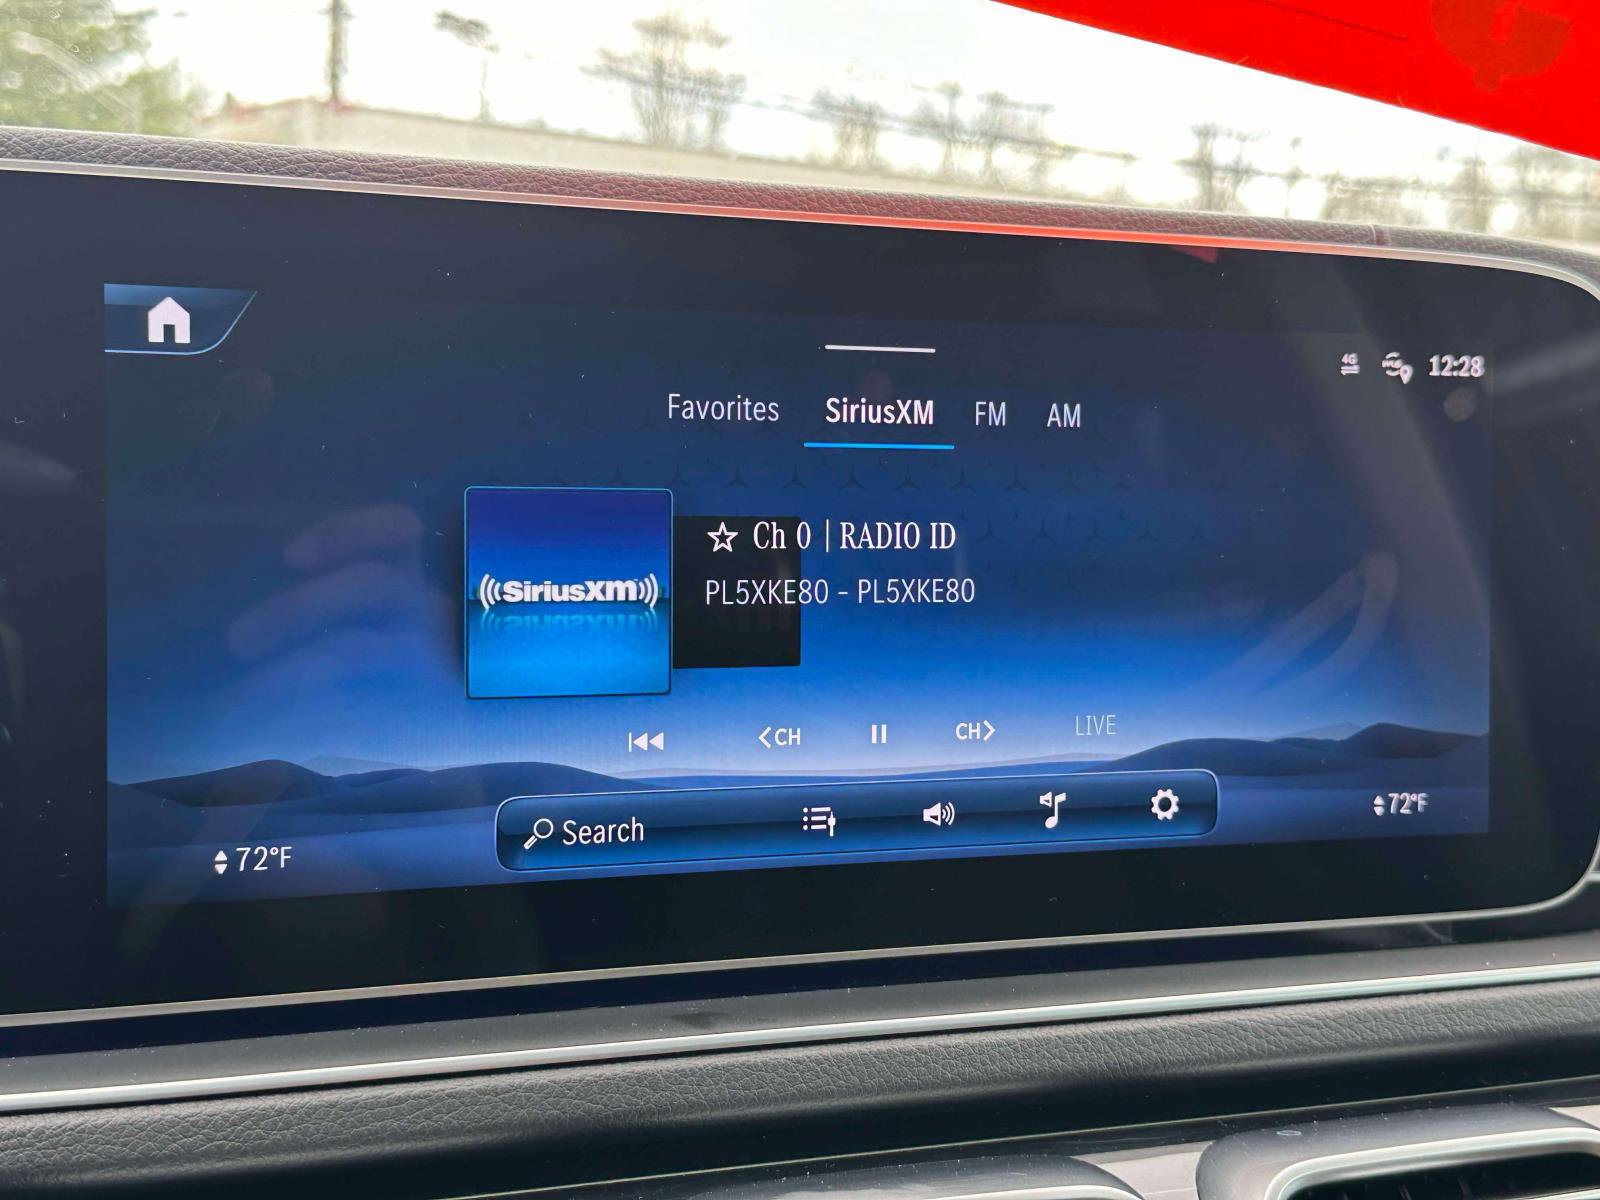 4G 12:28
Favorites SiriusXM FM AM
Ch 0 | RADIO ID
PL5XKE80 - PL5XKE80
((SiriusXM))
<CH CH> LIVE
Search
72°F 72°F